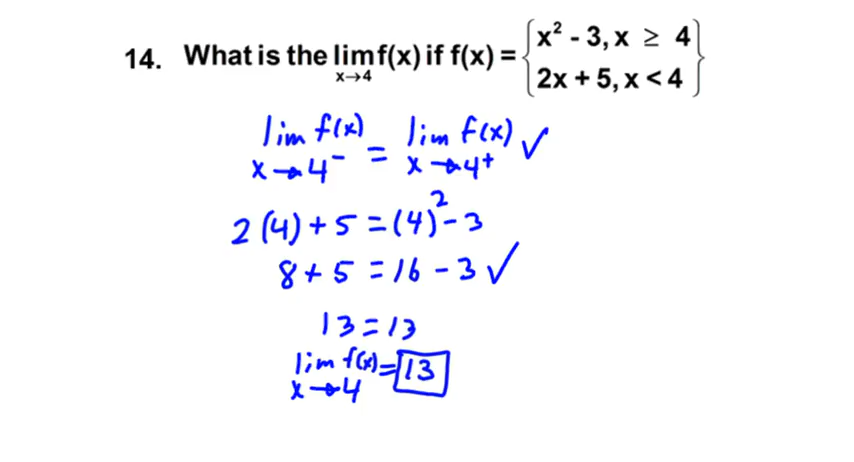 14. What is the lim f(x) if f(x) = { x² - 3, x ≥ 4
x→4
2x + 5, x < 4 }
lim f(x) = lim f(x) ✓
x→4⁻ x→4⁺
2(4) + 5 = (4)² - 3
8 + 5 = 16 - 3 ✓
13 = 13
lim f(x) = 13
x→4